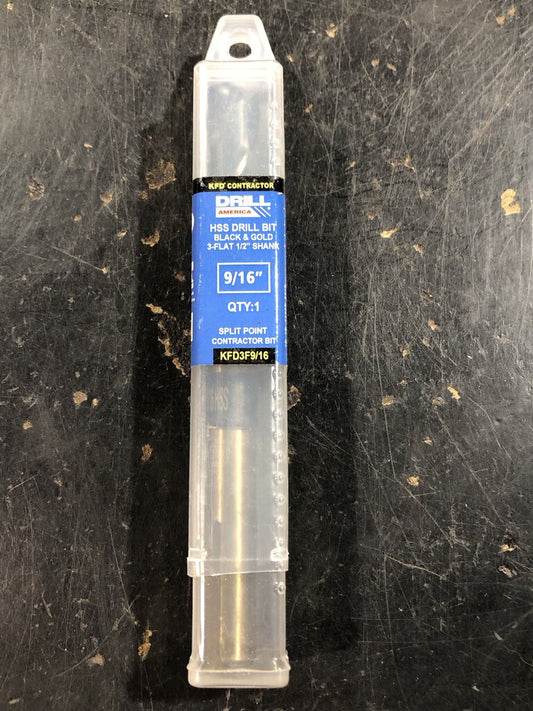 KFD® CONTRACTOR
DRILL
AMERICA®
HSS DRILL BIT
BLACK & GOLD
3-FLAT 1/2" SHANK
9/16"
QTY:1
SPLIT POINT
CONTRACTOR BIT
KFD3F9/16